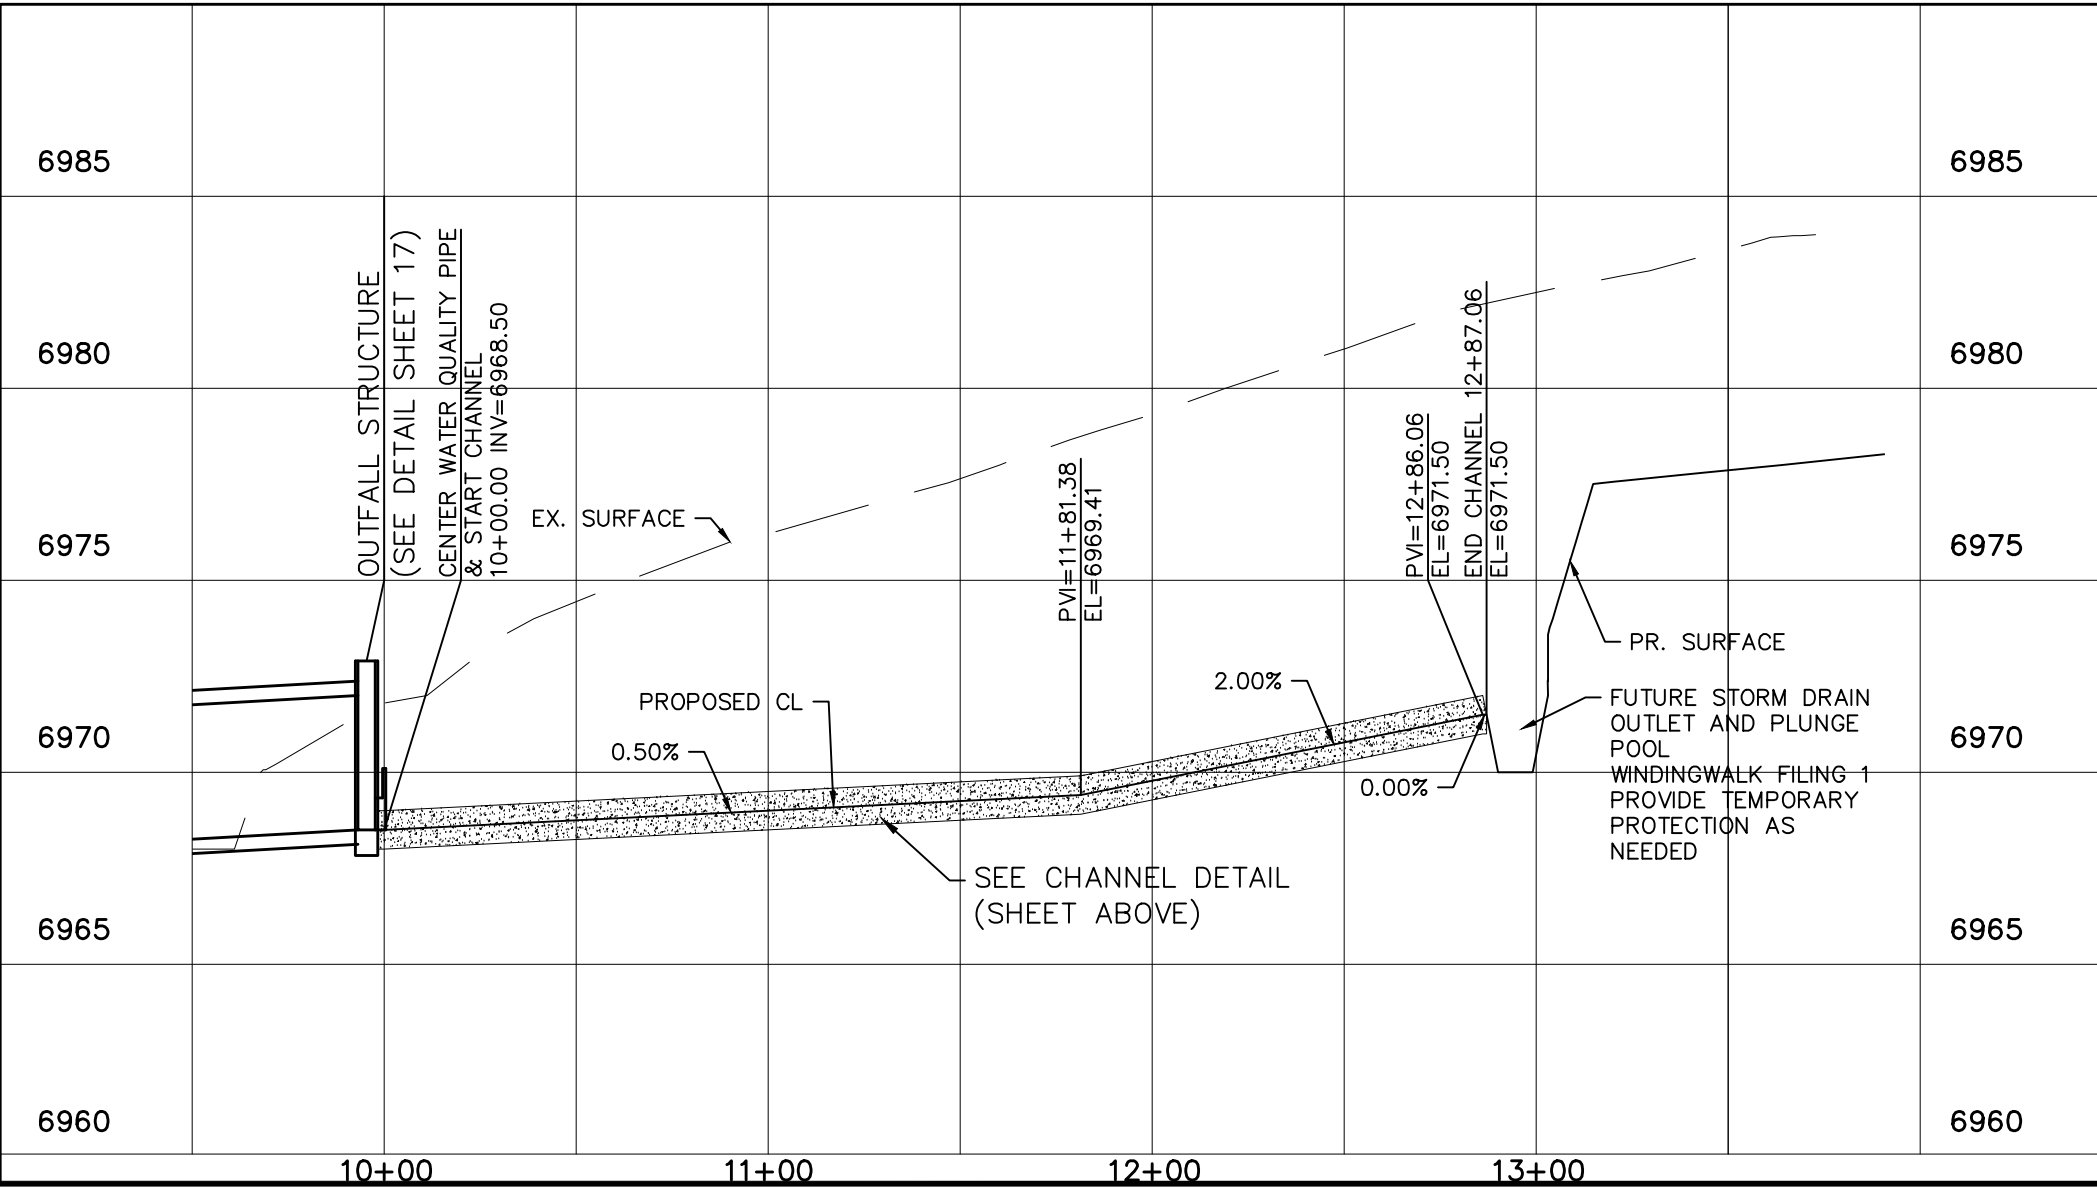 6985
6985
6980
6980
6975
6975
6970
6970
6965
6965
6960
6960
OUTFALL STRUCTURE
(SEE DETAIL SHEET 17)
CENTER WATER QUALITY PIPE
& START CHANNEL
10+00.00 INV=6968.50
EX. SURFACE
PVI=11+81.38
EL=6969.41
PVI=12+86.06
EL=6971.50
END CHANNEL 12+87.06
EL=6971.50
PR. SURFACE
PROPOSED CL
0.50%
2.00%
0.00%
FUTURE STORM DRAIN
OUTLET AND PLUNGE
POOL
WINDINGWALK FILING 1
PROVIDE TEMPORARY
PROTECTION AS
NEEDED
SEE CHANNEL DETAIL
(SHEET ABOVE)
10+00
11+00
12+00
13+00